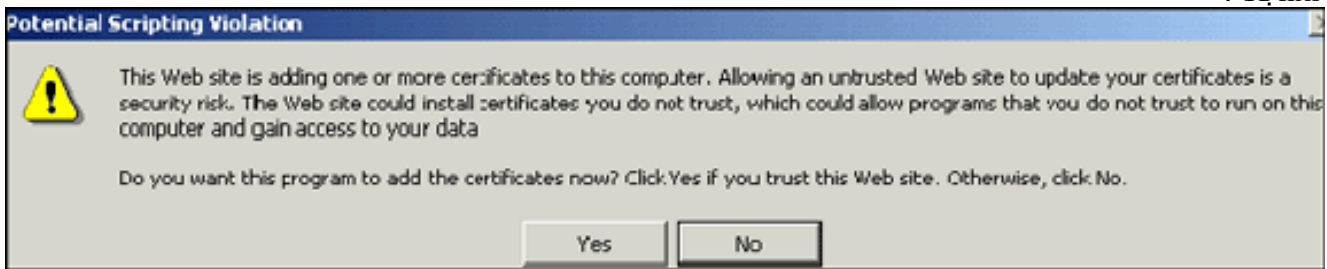 Potential Scripting Violation
This Web site is adding one or more certificates to this computer. Allowing an untrusted Web site to update your certificates is a
security risk. The Web site could install certificates you do not trust, which could allow programs that you do not trust to run on this
computer and gain access to your data
Do you want this program to add the certificates now? Click Yes if you trust this Web site. Otherwise, click No.
Yes
No